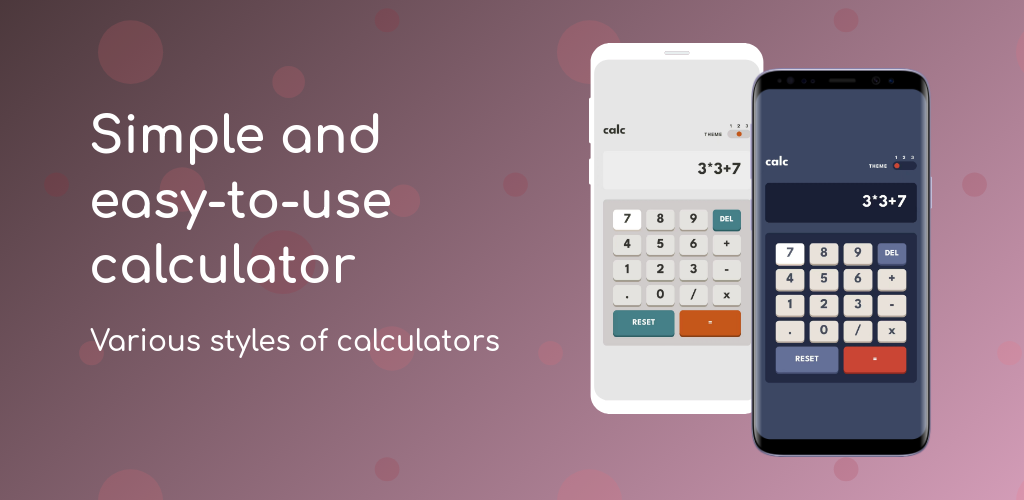 Simple and
easy-to-use
calculator
Various styles of calculators
calc
1 2 3
THEME
3*3+7
7 8 9 DEL
4 5 6 +
1 2 3 -
. 0 / x
RESET =
calc
1 2 3
THEME
3*3+7
7 8 9 DEL
4 5 6 +
1 2 3 -
. 0 / x
RESET =